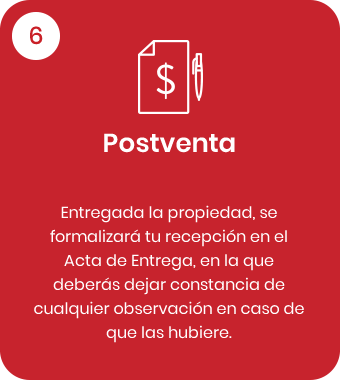 6
$
Postventa
Entregada la propiedad, se
formalizará tu recepción en el
Acta de Entrega, en la que
deberás dejar constancia de
cualquier observación en caso de
que las hubiere.